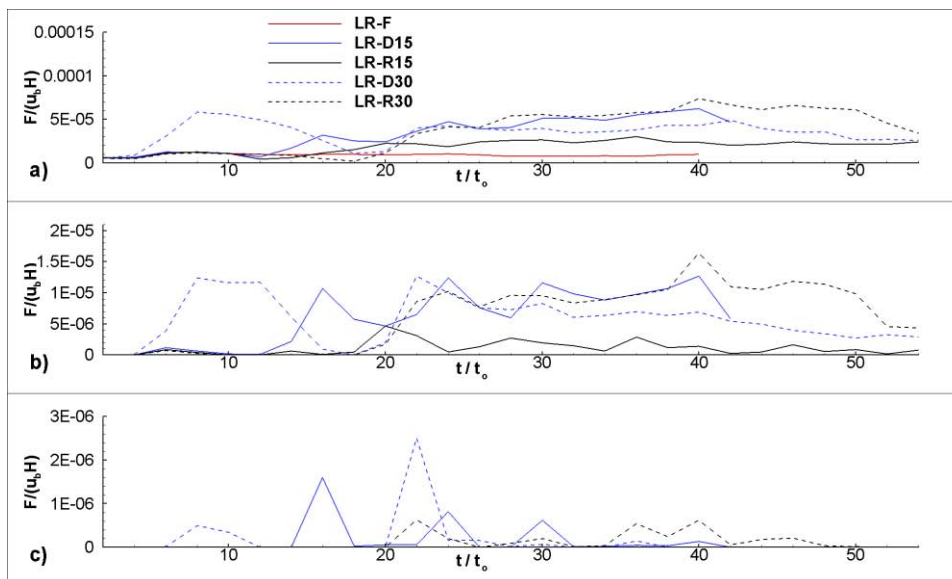 LR-F
LR-D15
LR-R15
LR-D30
LR-R30
0.00015
0.0001
5E-05
0
F/(u_bH)
10 20 30 40 50
t / t_o
a)
2E-05
1.5E-05
1E-05
5E-06
0
F/(u_bH)
10 20 30 40 50
t / t_o
b)
3E-06
2E-06
1E-06
0
F/(u_bH)
10 20 30 40 50
t / t_o
c)